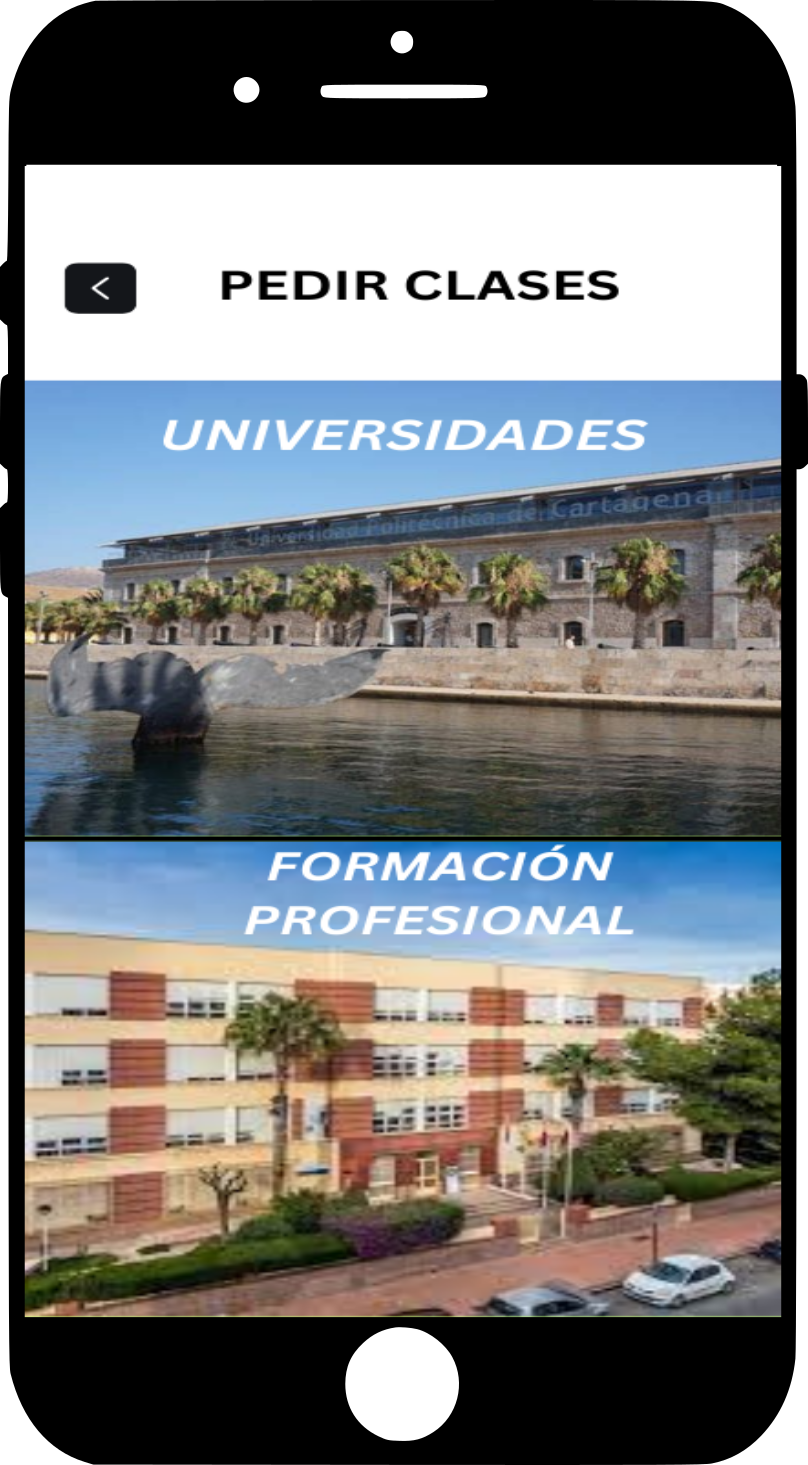 PEDIR CLASES
UNIVERSIDADES
Universidad Politécnica de Cartagena
FORMACIÓN
PROFESIONAL